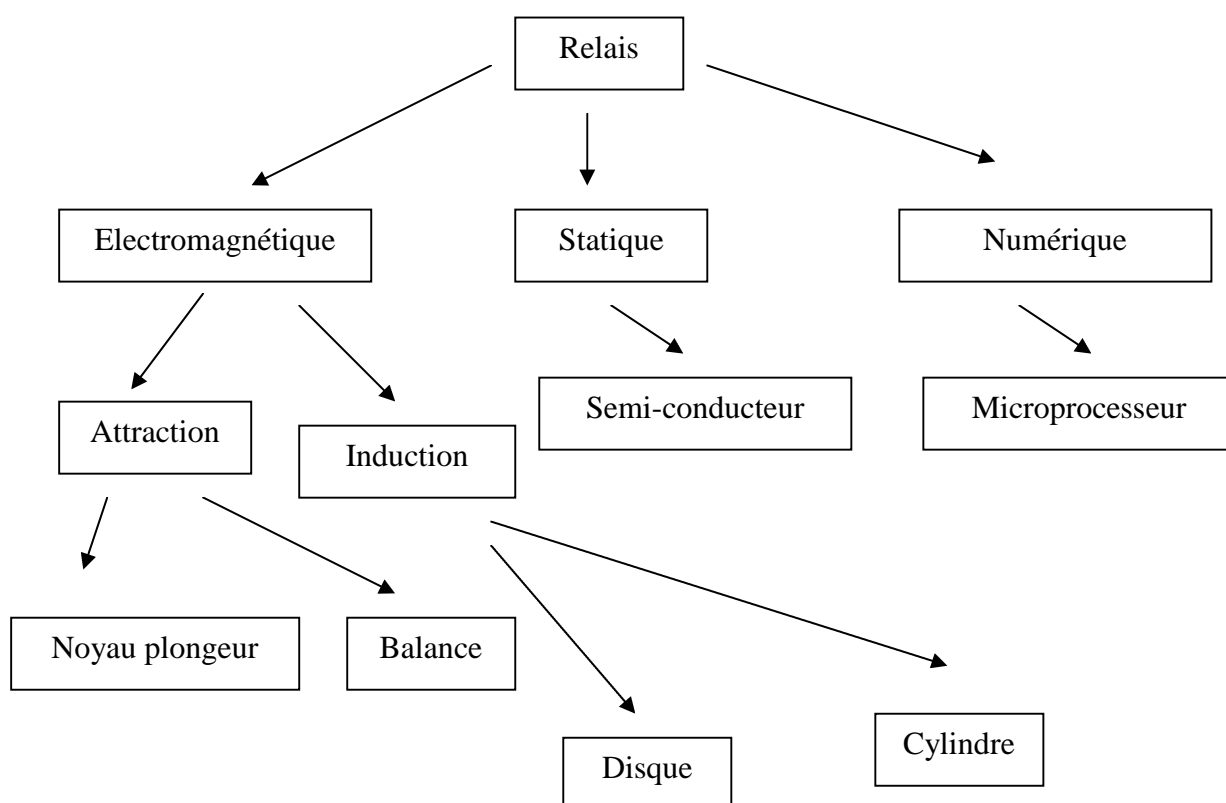 Relais
Electromagnétique
Statique
Numérique
Semi-conducteur
Microprocesseur
Attraction
Induction
Noyau plongeur
Balance
Disque
Cylindre